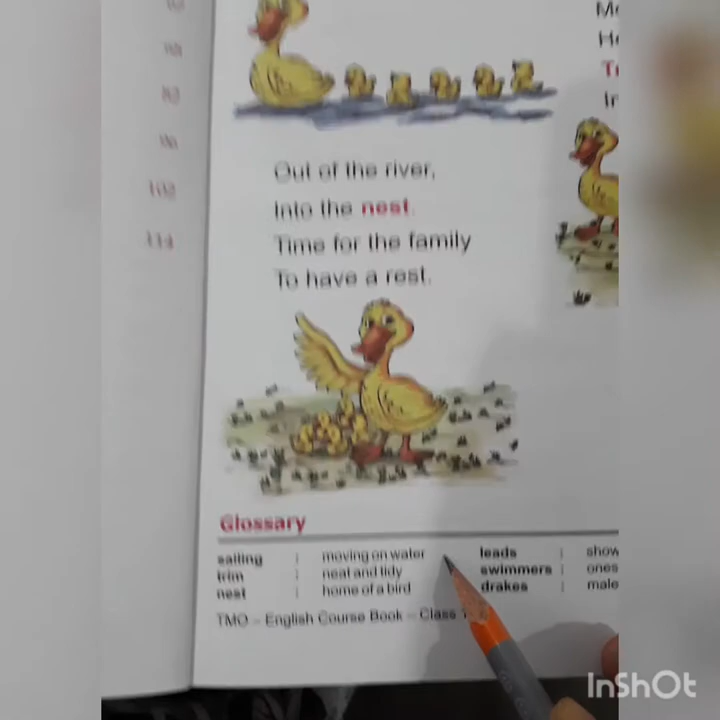 102
114
Out of the river,
Into the nest.
Time for the family
To have a rest.
Glossary
sailing : moving on water leads : show
trim : neat and tidy swimmers : ones
nest : home of a bird drakes : male
TMO – English Course Book – Class
InShOt